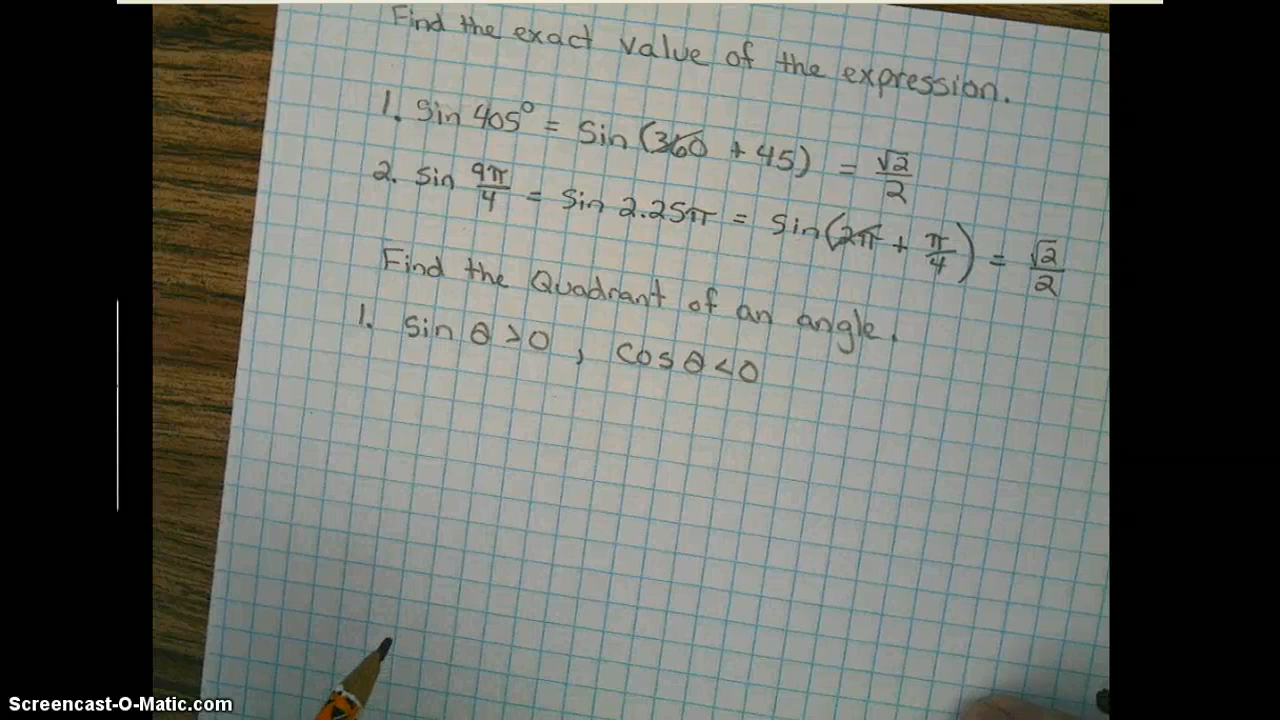 Find the exact value of the expression.
1. Sin 405° = Sin (360 + 45) = √2/2
2. Sin 9π/4 = Sin 2.25π = Sin(2π + π/4) = √2/2
Find the Quadrant of an angle.
1. Sin θ > 0 , cos θ < 0
Screencast-O-Matic.com